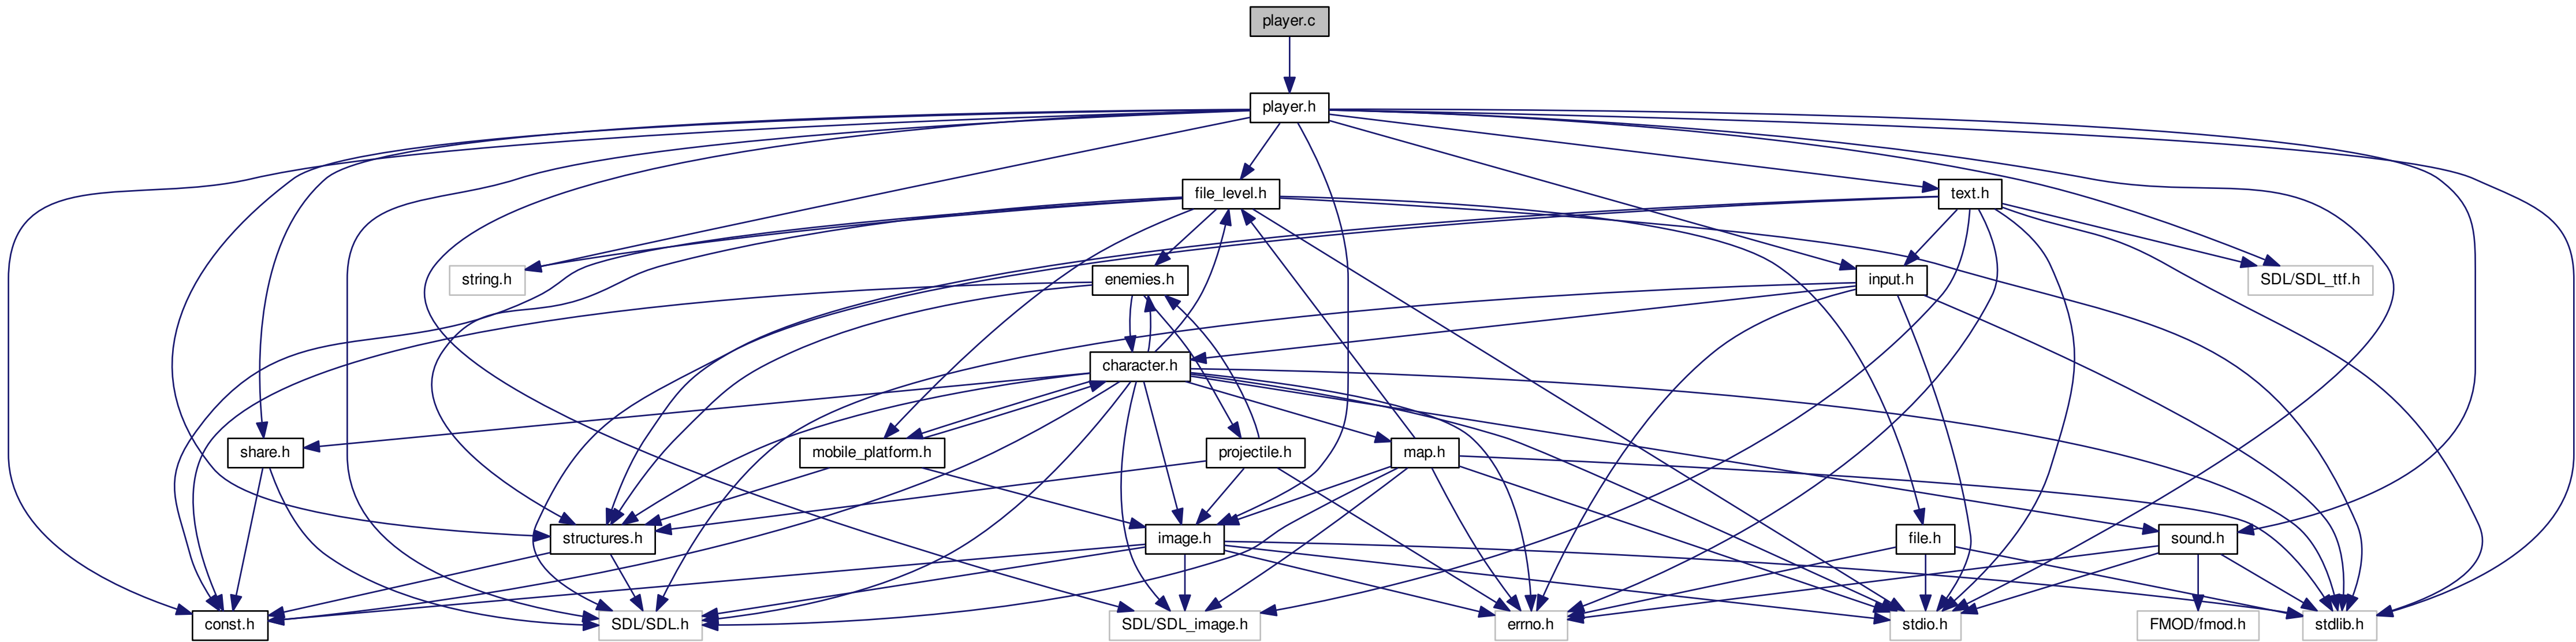 player.c
player.h
file_level.h
text.h
string.h
enemies.h
input.h
SDL/SDL_ttf.h
character.h
share.h
mobile_platform.h
projectile.h
map.h
structures.h
image.h
file.h
sound.h
const.h
SDL/SDL.h
SDL/SDL_image.h
errno.h
stdio.h
FMOD/fmod.h
stdlib.h